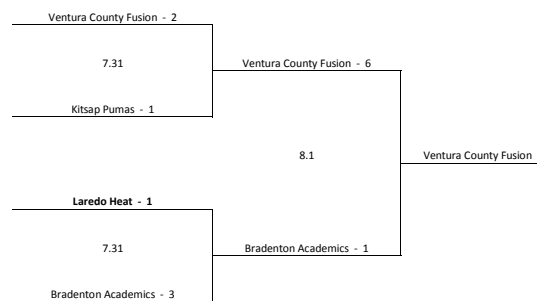 Ventura County Fusion - 2
7.31
Ventura County Fusion - 6
Kitsap Pumas - 1
8.1
Ventura County Fusion
Laredo Heat - 1
7.31
Bradenton Academics - 1
Bradenton Academics - 3